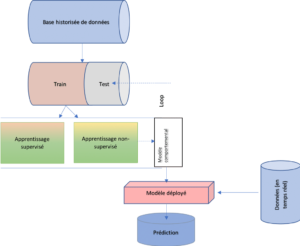 Base historisée de données
Train
Test
Loop
Apprentissage
supervisé
Apprentissage non-
supervisé
Modèle
comportemental
Données (en
temps réel)
Modèle déployé
Prédiction